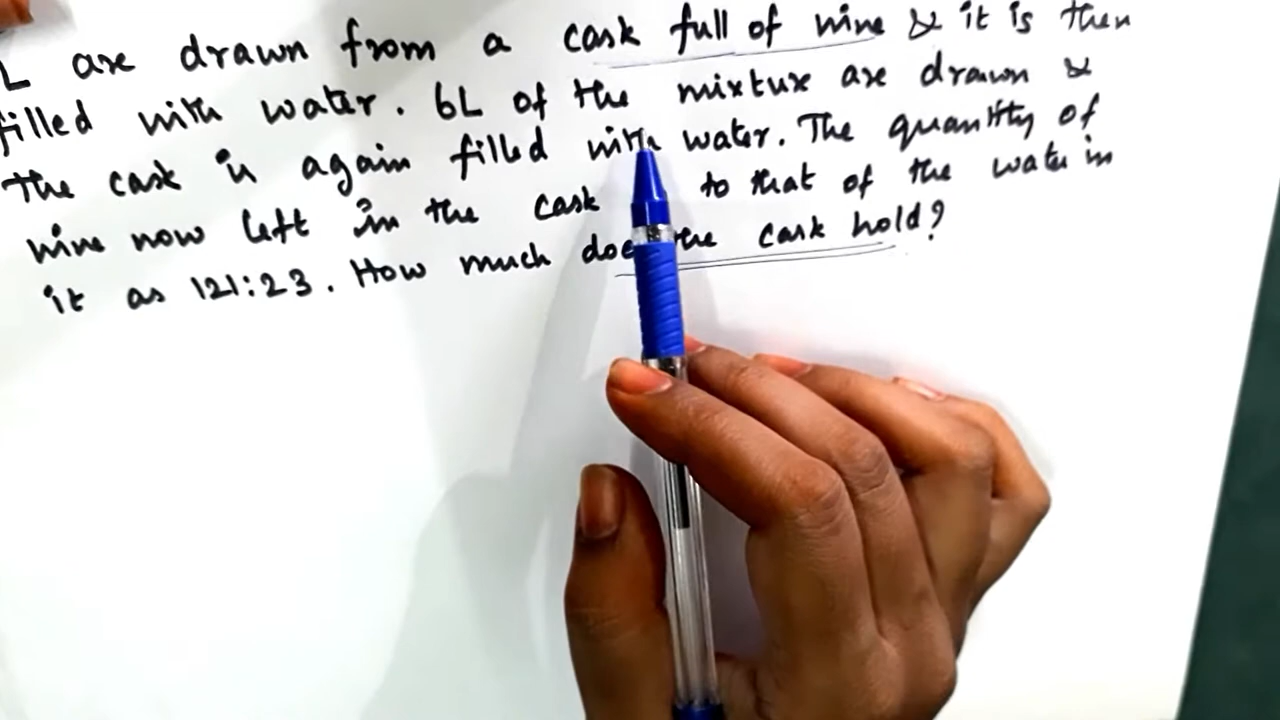 L are drawn from a cask full of wine & it is then
filled with water. 6L of the mixture are drawn &
the cask is again filled with water. The quantity of
wine now left in the cask to that of the water in
it as 121:23. How much does the cask hold?